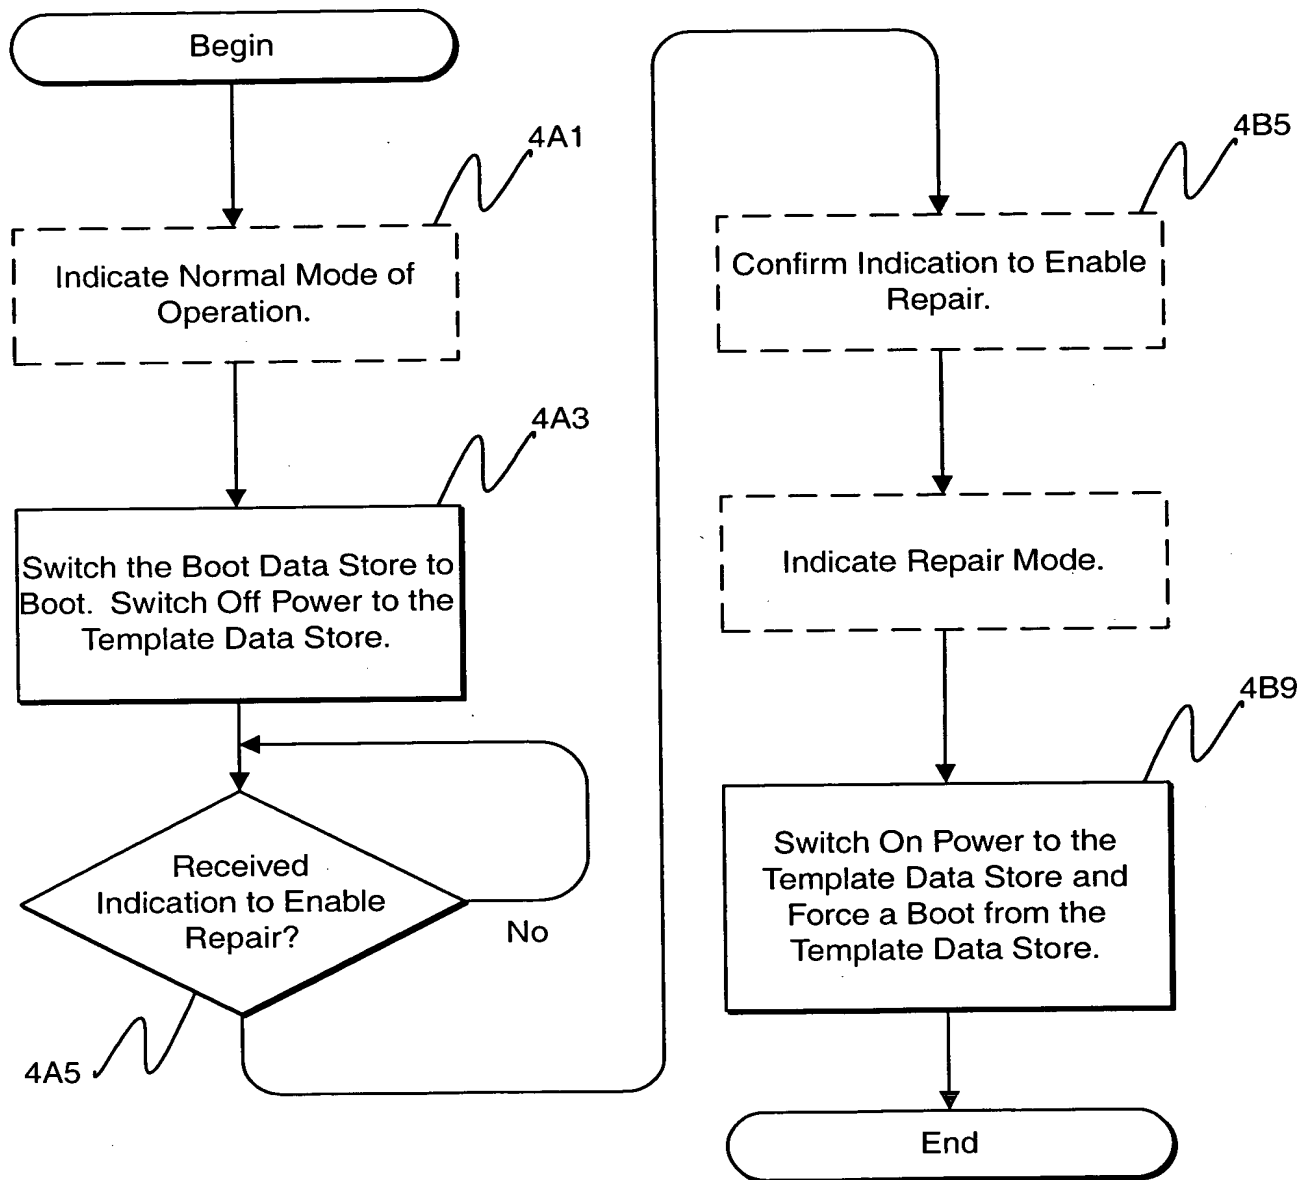 Begin
4A1
Indicate Normal Mode of
Operation.
4A3
Switch the Boot Data Store to
Boot. Switch Off Power to the
Template Data Store.
Received
Indication to Enable
Repair?
No
4A5
4B5
Confirm Indication to Enable
Repair.
Indicate Repair Mode.
4B9
Switch On Power to the
Template Data Store and
Force a Boot from the
Template Data Store.
End